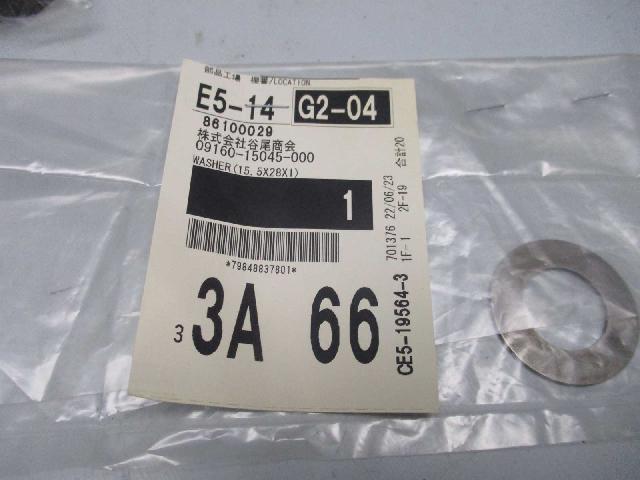 部品工場 棚番/LOCATION
E5-14 G2-04
86100029
株式会社谷尾商会
09160-15045-000
WASHER(15.5X28X1)
1
*79848837801*
3 3A 66
合計20
701376 22/06/23 2F-19
1F-1
CE5-19564-3